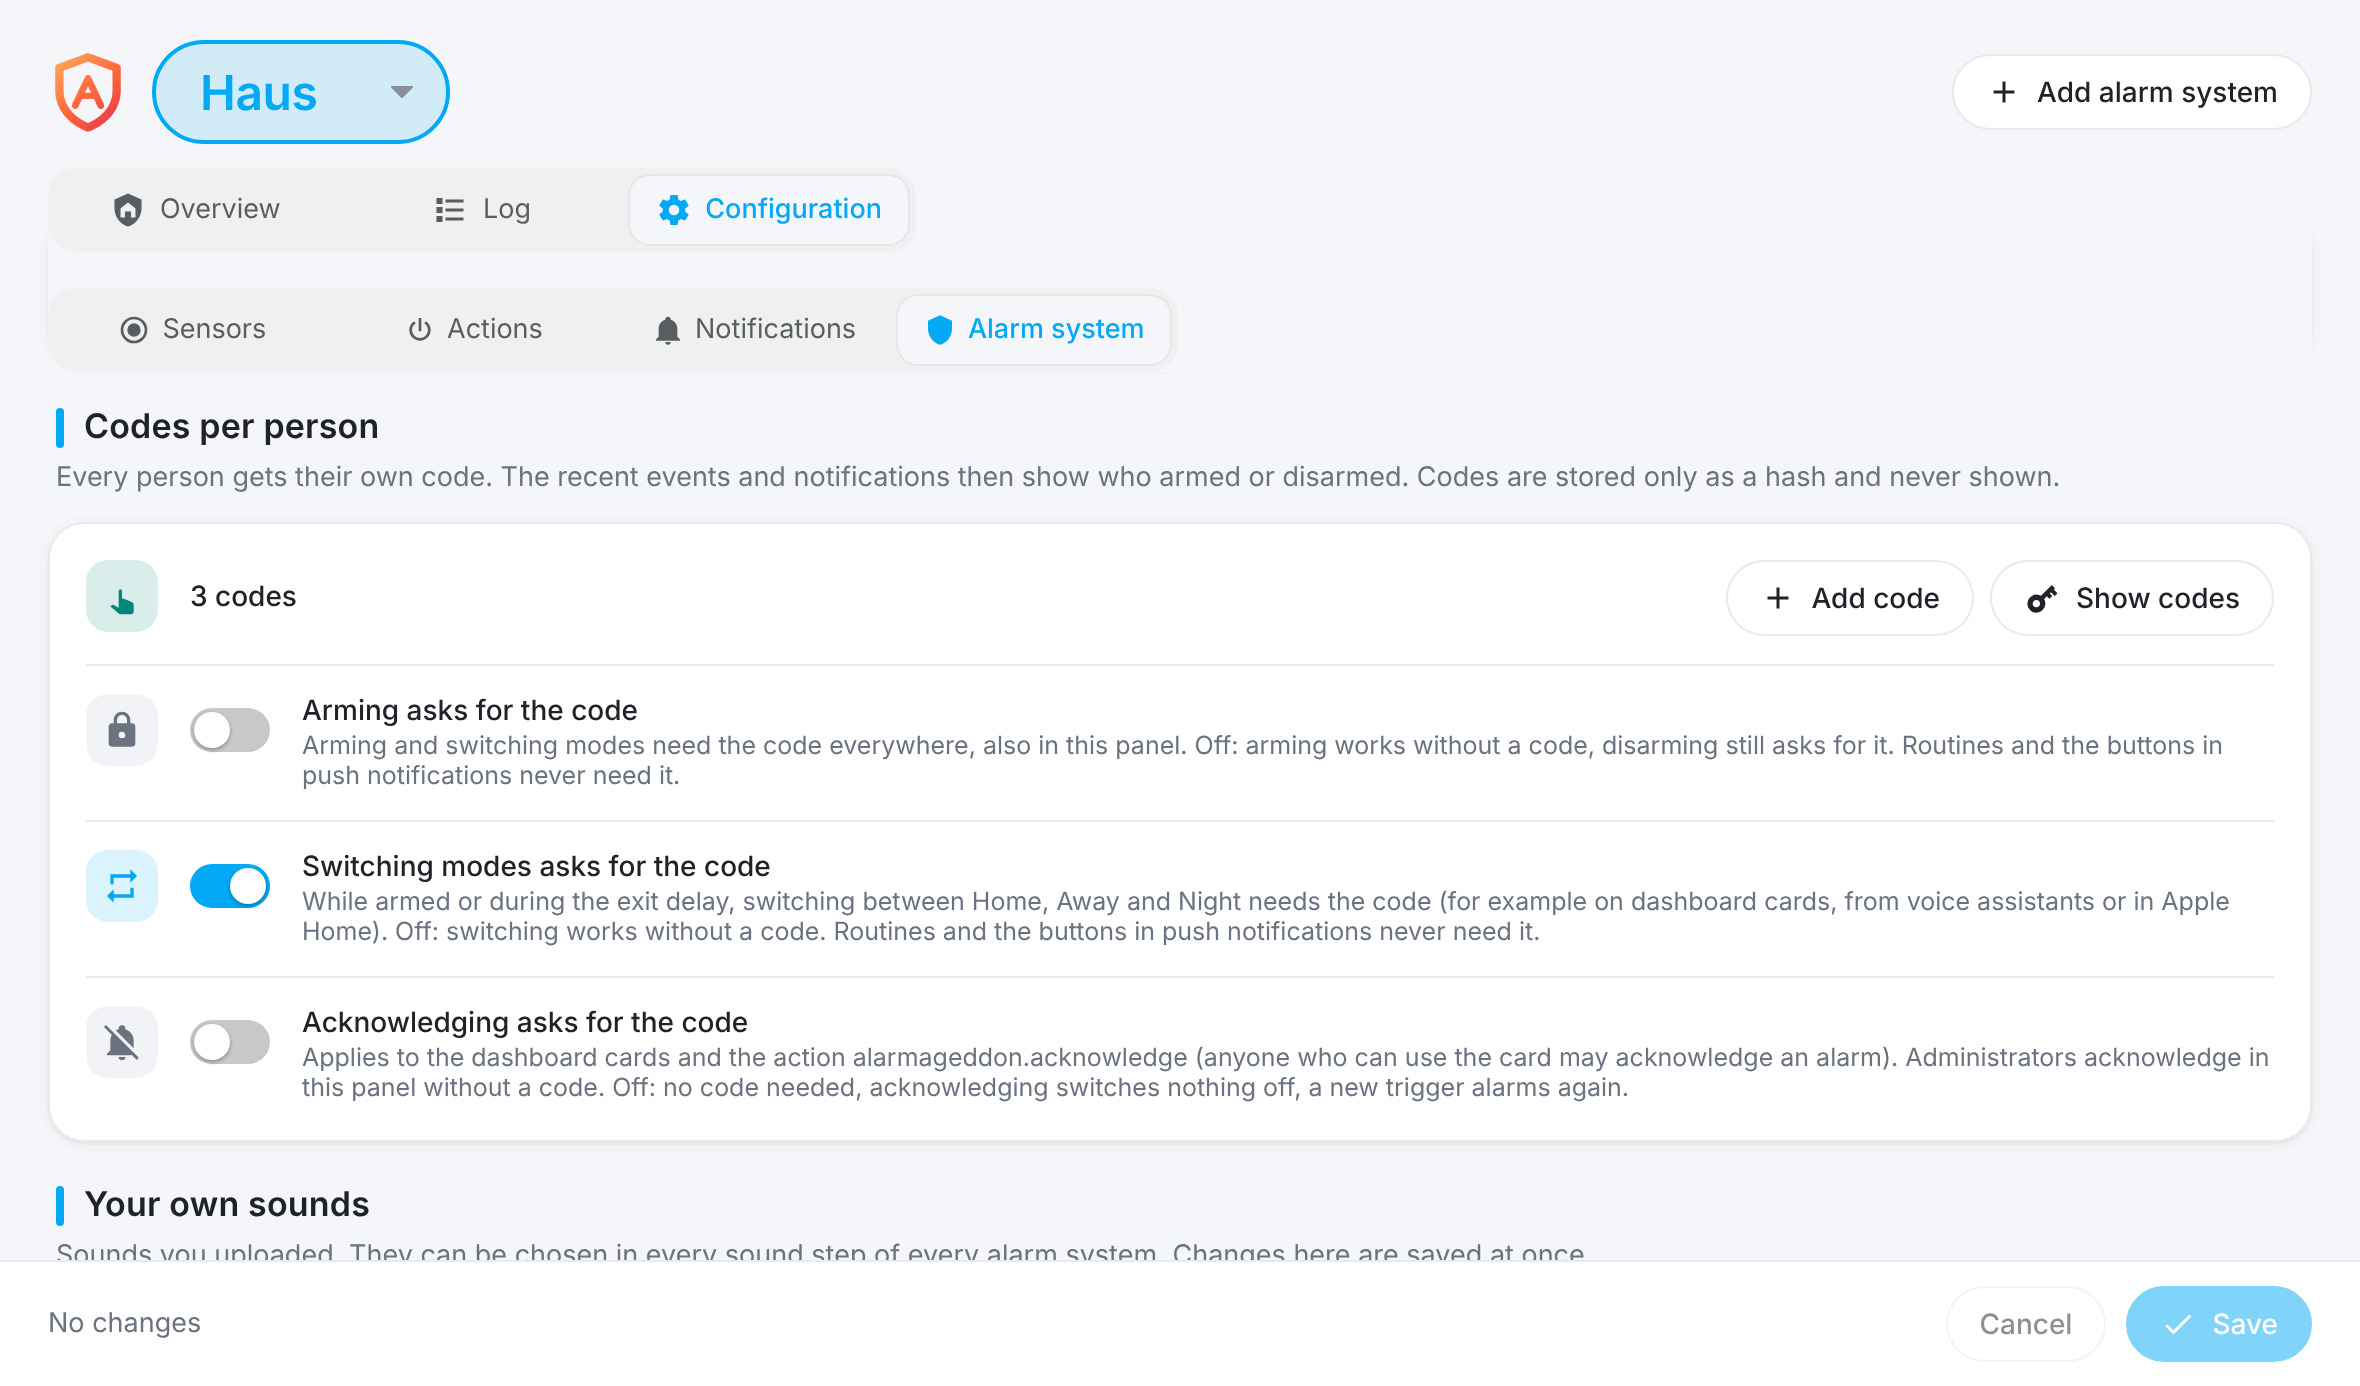 Haus
Add alarm system
Overview
Log
Configuration
Sensors
Actions
Notifications
Alarm system
Codes per person
Every person gets their own code. The recent events and notifications then show who armed or disarmed. Codes are stored only as a hash and never shown.
3 codes
Add code
Show codes
Arming asks for the code
Arming and switching modes need the code everywhere, also in this panel. Off: arming works without a code, disarming still asks for it. Routines and the buttons in
push notifications never need it.
Switching modes asks for the code
While armed or during the exit delay, switching between Home, Away and Night needs the code (for example on dashboard cards, from voice assistants or in Apple
Home). Off: switching works without a code. Routines and the buttons in push notifications never need it.
Acknowledging asks for the code
Applies to the dashboard cards and the action alarmageddon.acknowledge (anyone who can use the card may acknowledge an alarm). Administrators acknowledge in
this panel without a code. Off: no code needed, acknowledging switches nothing off, a new trigger alarms again.
Your own sounds
Sounds you uploaded. They can be chosen in every sound step of every alarm system. Changes here are saved at once
No changes
Cancel
Save